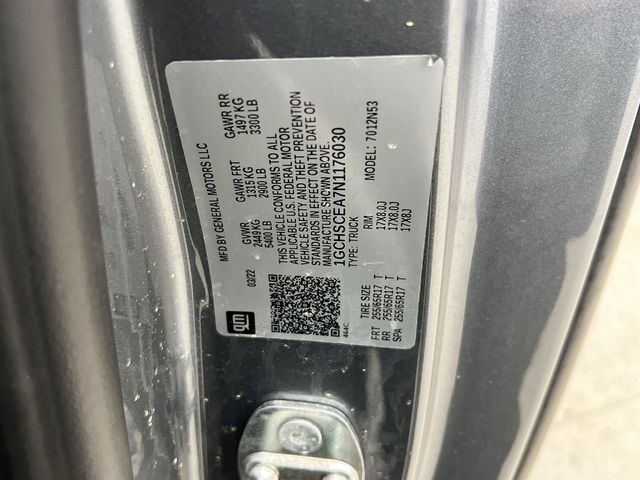 MFD BY GENERAL MOTORS LLC
03/22
GVWR
2449 KG
5400 LB
GAWR FRT
1315 KG
2900 LB
GAWR RR
1497 KG
3300 LB
THIS VEHICLE CONFORMS TO ALL
APPLICABLE U.S. FEDERAL MOTOR
VEHICLE SAFETY AND THEFT PREVENTION
STANDARDS IN EFFECT ON THE DATE OF
MANUFACTURE SHOWN ABOVE.
1GCHSCEA7N1176030
TYPE: TRUCK
MODEL: 7012N53
TIRE SIZE RIM
FRT 255/65R17 T 17X8.0J
RR 255/65R17 T 17X8.0J
SPA 255/65R17 T 17X8J
gm
464C